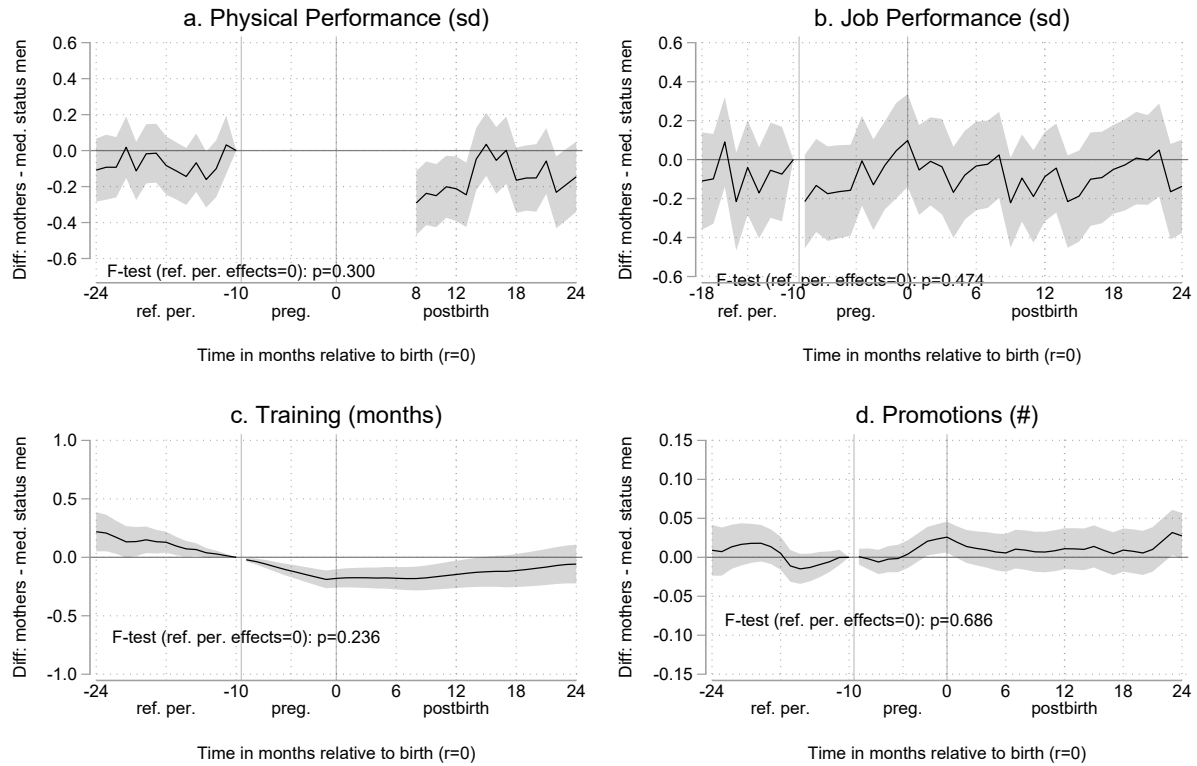 a. Physical Performance (sd)
Diff: mothers - med. status men
0.6
0.4
0.2
0.0
-0.2
-0.4
-0.6
F-test (ref. per. effects=0): p=0.300
-24 -10 0 8 12 18 24
ref. per. preg. postbirth
Time in months relative to birth (r=0)
b. Job Performance (sd)
Diff: mothers - med. status men
0.6
0.4
0.2
0.0
-0.2
-0.4
-0.6
F-test (ref. per. effects=0): p=0.474
-18 -10 0 6 12 18 24
ref. per. preg. postbirth
Time in months relative to birth (r=0)
c. Training (months)
Diff: mothers - med. status men
1.0
0.5
0.0
-0.5
-1.0
F-test (ref. per. effects=0): p=0.236
-24 -10 0 6 12 18 24
ref. per. preg. postbirth
Time in months relative to birth (r=0)
d. Promotions (#)
Diff: mothers - med. status men
0.15
0.10
0.05
0.00
-0.05
-0.10
-0.15
F-test (ref. per. effects=0): p=0.686
-24 -10 0 6 12 18 24
ref. per. preg. postbirth
Time in months relative to birth (r=0)